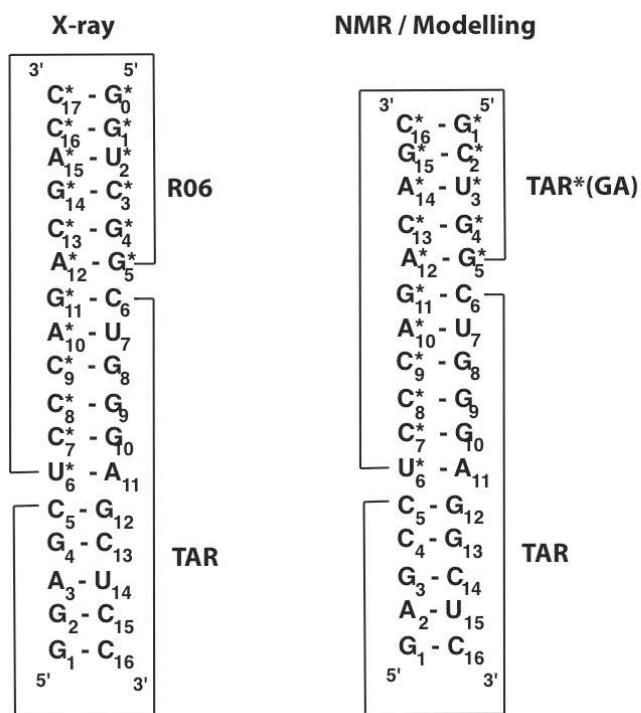 X-ray
3' 5'
C*17 - G*0
C*16 - G*1
A*15 - U*2
G*14 - C*3
R06
C*13 - G*4
A*12 - G*5
G*11 - C6
A*10 - U7
C*9 - G8
C*8 - G9
C*7 - G10
U*6 - A11
C5 - G12
G4 - C13
TAR
A3 - U14
G2 - C15
G1 - C16
5' 3'
NMR / Modelling
3' 5'
C*16 - G*1
G*15 - C*2
A*14 - U*3
TAR*(GA)
C*13 - G*4
A*12 - G*5
G*11 - C6
A*10 - U7
C*9 - G8
C*8 - G9
C*7 - G10
U*6 - A11
C5 - G12
C4 - G13
TAR
G3 - C14
A2 - U15
G1 - C16
5' 3'